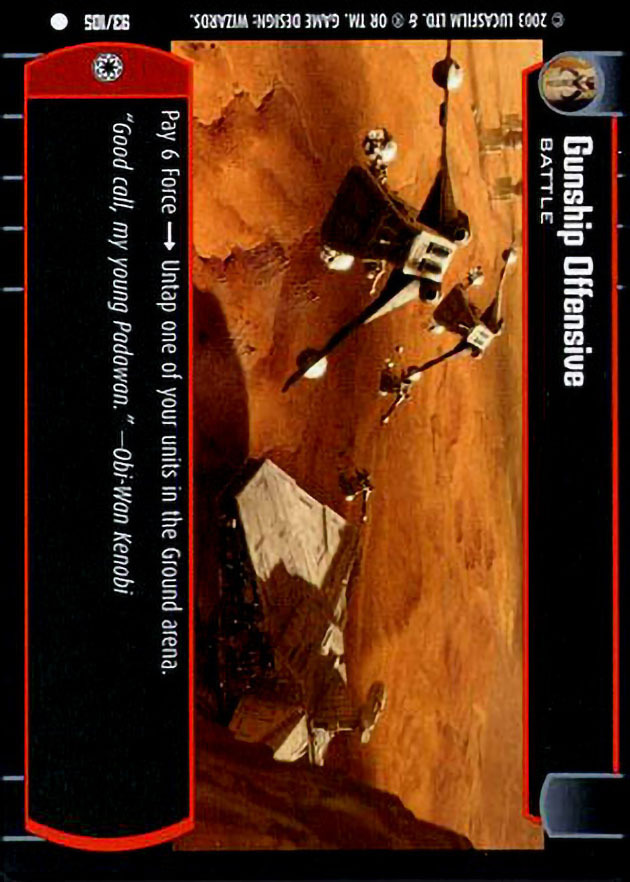 Gunship Offensive
BATTLE
Pay 6 Force → Untap one of your units in the Ground arena.
"Good call, my young Padawan." —Obi-Wan Kenobi
© 2003 LUCASFILM LTD. & ® OR TM. GAME DESIGN: WIZARDS.
93/105